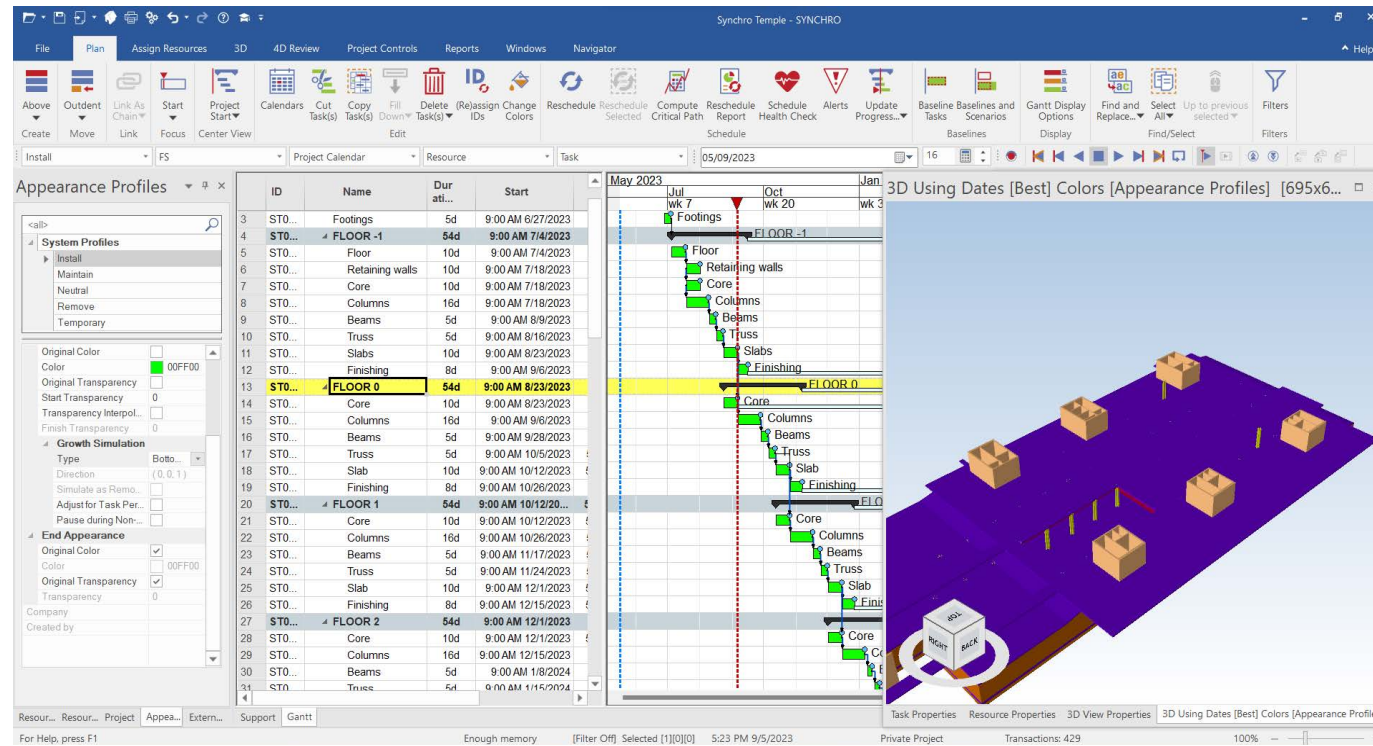 Synchro Temple - SYNCHRO
File Plan Assign Resources 3D 4D Review Project Controls Reports Windows Navigator Help
Above Outdent Link As Chain Start Project Start Calendars Cut Task(s) Copy Task(s) Fill Down Delete Task(s) (Re)assign IDs Change Colors Reschedule Reschedule Selected Compute Critical Path Reschedule Report Schedule Health Check Alerts Update Progress... Baseline Tasks Baselines and Scenarios Gantt Display Options Find and Replace... Select All Up to previous selected Filters
Create Move Link Focus Center View Edit Schedule Baselines Display Find/Select Filters
Install FS Project Calendar Resource Task 05/09/2023 16
Appearance Profiles
<all>
System Profiles
Install
Maintain
Neutral
Remove
Temporary
Original Color
Color 00FF00
Original Transparency
Start Transparency 0
Transparency Interpol...
Finish Transparency 0
Growth Simulation
Type Botto...
Direction ( 0, 0, 1 )
Simulate as Remo...
Adjust for Task Per...
Pause during Non-...
End Appearance
Original Color
Color 00FF00
Original Transparency
Transparency 0
Company
Created by
ID Name Dur ati... Start
3 ST0... Footings 5d 9:00 AM 6/27/2023
4 ST0... FLOOR -1 54d 9:00 AM 7/4/2023
5 ST0... Floor 10d 9:00 AM 7/4/2023
6 ST0... Retaining walls 10d 9:00 AM 7/18/2023
7 ST0... Core 10d 9:00 AM 7/18/2023
8 ST0... Columns 16d 9:00 AM 7/18/2023
9 ST0... Beams 5d 9:00 AM 8/9/2023
10 ST0... Truss 5d 9:00 AM 8/16/2023
11 ST0... Slabs 10d 9:00 AM 8/23/2023
12 ST0... Finishing 8d 9:00 AM 9/6/2023
13 ST0... FLOOR 0 54d 9:00 AM 8/23/2023
14 ST0... Core 10d 9:00 AM 8/23/2023
15 ST0... Columns 16d 9:00 AM 9/6/2023
16 ST0... Beams 5d 9:00 AM 9/28/2023
17 ST0... Truss 5d 9:00 AM 10/5/2023
18 ST0... Slab 10d 9:00 AM 10/12/2023
19 ST0... Finishing 8d 9:00 AM 10/26/2023
20 ST0... FLOOR 1 54d 9:00 AM 10/12/20...
21 ST0... Core 10d 9:00 AM 10/12/2023
22 ST0... Columns 16d 9:00 AM 10/26/2023
23 ST0... Beams 5d 9:00 AM 11/17/2023
24 ST0... Truss 5d 9:00 AM 11/24/2023
25 ST0... Slab 10d 9:00 AM 12/1/2023
26 ST0... Finishing 8d 9:00 AM 12/15/2023
27 ST0... FLOOR 2 54d 9:00 AM 12/1/2023
28 ST0... Core 10d 9:00 AM 12/1/2023
29 ST0... Columns 16d 9:00 AM 12/15/2023
30 ST0... Beams 5d 9:00 AM 1/8/2024
31 ST0... Truss 5d 9:00 AM 1/15/2024
May 2023 Jan
Jul Oct
wk 7 wk 20 wk 3
Footings
FLOOR -1
Floor
Retaining walls
Core
Columns
Beams
Truss
Slabs
Finishing
FLOOR 0
Core
Columns
Beams
Truss
Slab
Finishing
FLO
Core
Columns
Beams
Truss
Slab
Finis
Core
Co
3D Using Dates [Best] Colors [Appearance Profiles] [695x6...
TOP
RIGHT BACK
Resour... Resour... Project Appea... Extern... Support Gantt
Task Properties Resource Properties 3D View Properties 3D Using Dates [Best] Colors [Appearance Profile
For Help, press F1 Enough memory [Filter Off] Selected [1][0][0] 5:23 PM 9/5/2023 Private Project Transactions: 429 100%